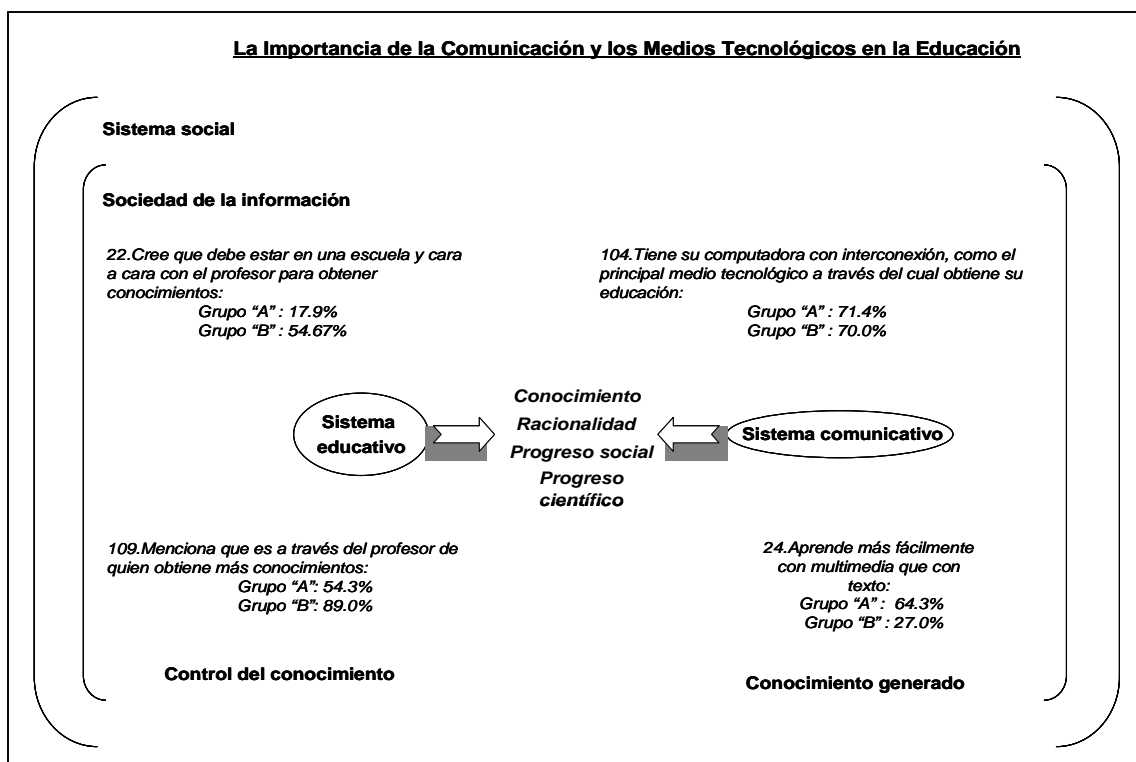 La Importancia de la Comunicación y los Medios Tecnológicos en la Educación
Sistema social
Sociedad de la información
22.Cree que debe estar en una escuela y cara
a cara con el profesor para obtener
conocimientos:
Grupo “A” : 17.9%
Grupo “B” : 54.67%
104.Tiene su computadora con interconexión, como el
principal medio tecnológico a través del cual obtiene su
educación:
Grupo “A” : 71.4%
Grupo “B” : 70.0%
Sistema
educativo
Conocimiento
Racionalidad
Progreso social
Progreso
científico
Sistema comunicativo
109.Menciona que es a través del profesor de
quien obtiene más conocimientos:
Grupo “A”: 54.3%
Grupo “B”: 89.0%
24.Aprende más fácilmente
con multimedia que con
texto:
Grupo “A” : 64.3%
Grupo “B” : 27.0%
Control del conocimiento
Conocimiento generado